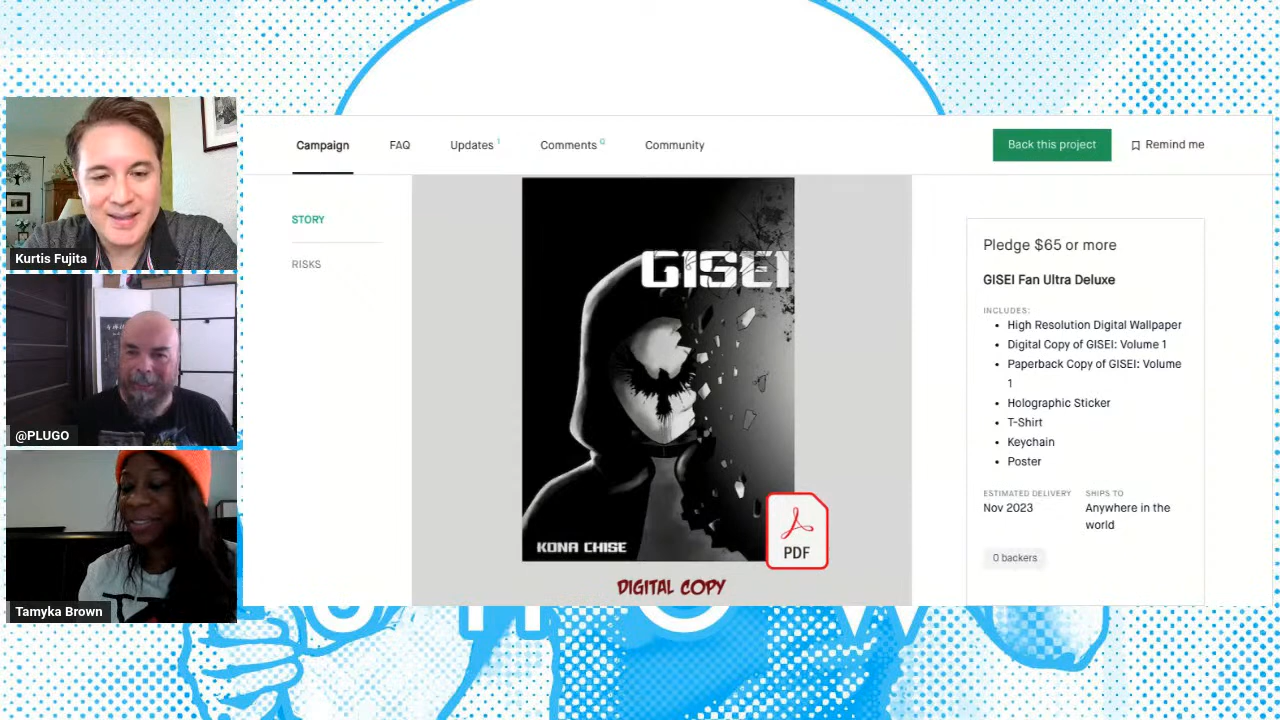 Campaign
FAQ
Updates 1
Comments 0
Community
Back this project
Remind me
Kurtis Fujita
@PLUGO
Tamyka Brown
STORY
RISKS
GISEI
KONA CHISE
PDF
DIGITAL COPY
Pledge $65 or more
GISEI Fan Ultra Deluxe
INCLUDES:
High Resolution Digital Wallpaper
Digital Copy of GISEI: Volume 1
Paperback Copy of GISEI: Volume
1
Holographic Sticker
T-Shirt
Keychain
Poster
ESTIMATED DELIVERY
Nov 2023
SHIPS TO
Anywhere in the
world
0 backers